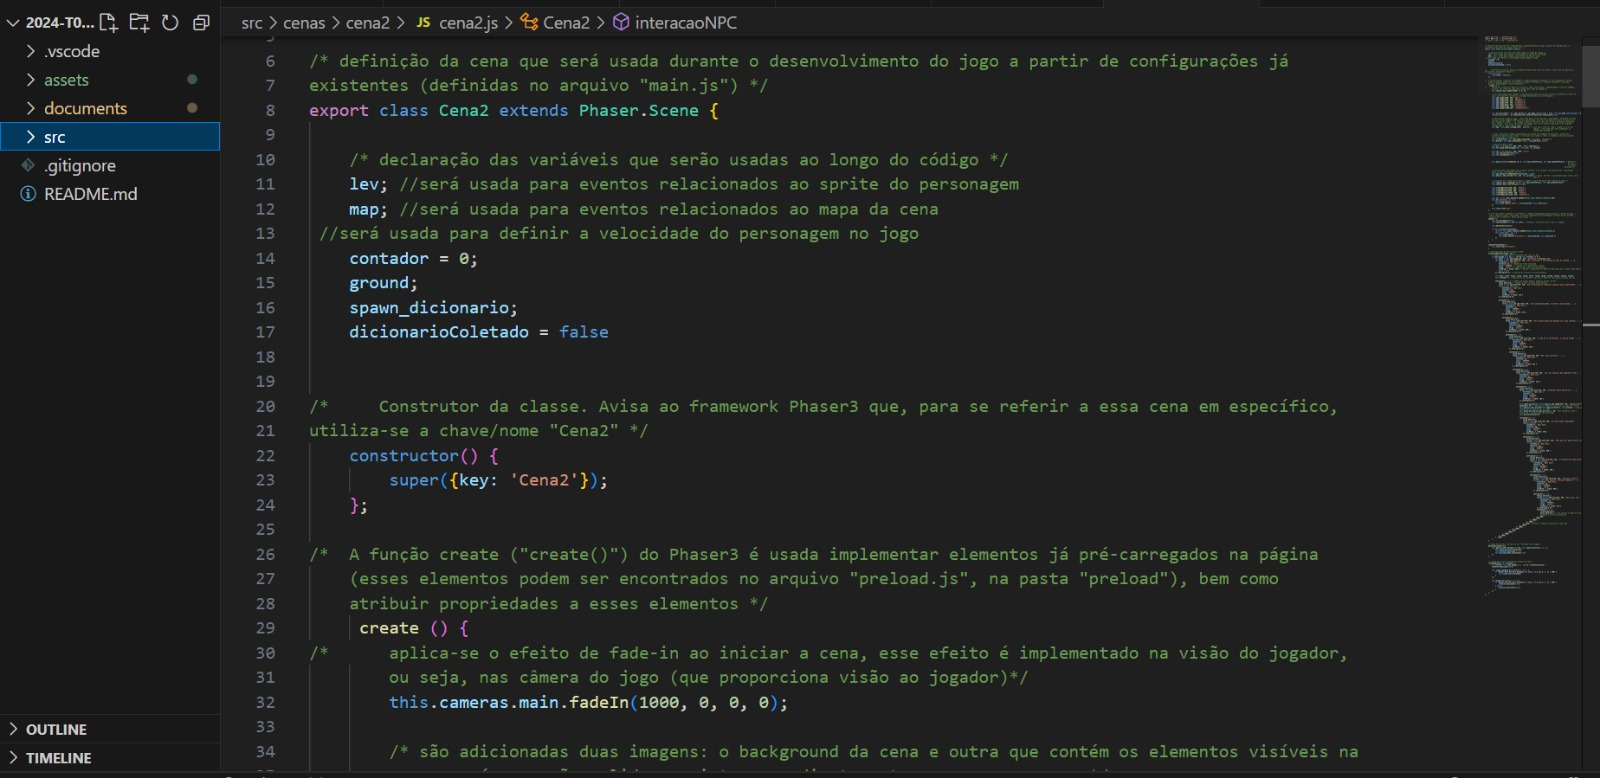 2024-T0...
.vscode
assets
documents
src
.gitignore
README.md
OUTLINE
TIMELINE
src > cenas > cena2 > JS cena2.js > Cena2 > interacaoNPC
6 /* definição da cena que será usada durante o desenvolvimento do jogo a partir de configurações já
7 existentes (definidas no arquivo "main.js") */
8 export class Cena2 extends Phaser.Scene {
9
10 /* declaração das variáveis que serão usadas ao longo do código */
11 lev; //será usada para eventos relacionados ao sprite do personagem
12 map; //será usada para eventos relacionados ao mapa da cena
13 //será usada para definir a velocidade do personagem no jogo
14 contador = 0;
15 ground;
16 spawn_dicionario;
17 dicionarioColetado = false
18
19
20 /* Construtor da classe. Avisa ao framework Phaser3 que, para se referir a essa cena em específico,
21 utiliza-se a chave/nome "Cena2" */
22 constructor() {
23 super({key: 'Cena2'});
24 };
25
26 /* A função create ("create()") do Phaser3 é usada implementar elementos já pré-carregados na página
27 (esses elementos podem ser encontrados no arquivo "preload.js", na pasta "preload"), bem como
28 atribuir propriedades a esses elementos */
29 create () {
30 /* aplica-se o efeito de fade-in ao iniciar a cena, esse efeito é implementado na visão do jogador,
31 ou seja, nas câmera do jogo (que proporciona visão ao jogador)*/
32 this.cameras.main.fadeIn(1000, 0, 0, 0);
33
34 /* são adicionadas duas imagens: o background da cena e outra que contém os elementos visíveis na